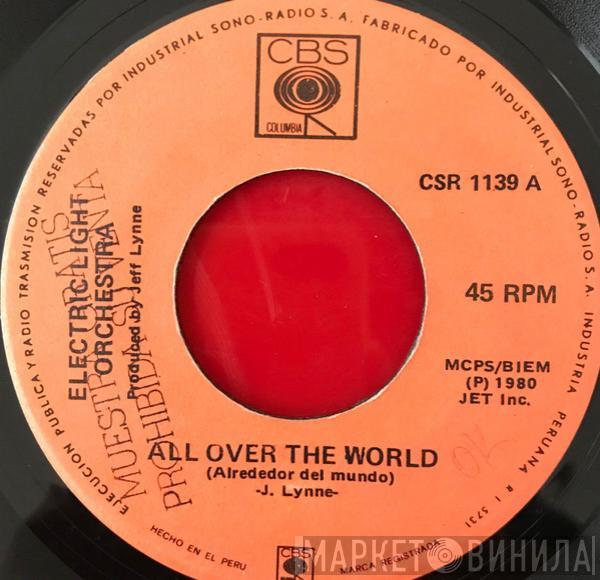 EJECUCION PUBLICA Y RADIO TRASMISION RESERVADAS POR INDUSTRIAL SONO-RADIO S. A. FABRICADO POR INDUSTRIAL SONO-RADIO S. A. INDUSTRIA PERUANA R I 5731
CBS
COLUMBIA
CSR 1139 A
45 RPM
MCPS/BIEM
(P) 1980
JET Inc.
ELECTRIC LIGHT
ORCHESTRA
Produced by Jeff Lynne
MUESTRA GRATIS
PROHIBIDA SU VENTA
ALL OVER THE WORLD
(Alrededor del mundo)
-J. Lynne-
OK
HECHO EN EL PERU
CBS
MARCA REGISTRADA
МАРКЕТ ВИНИЛА